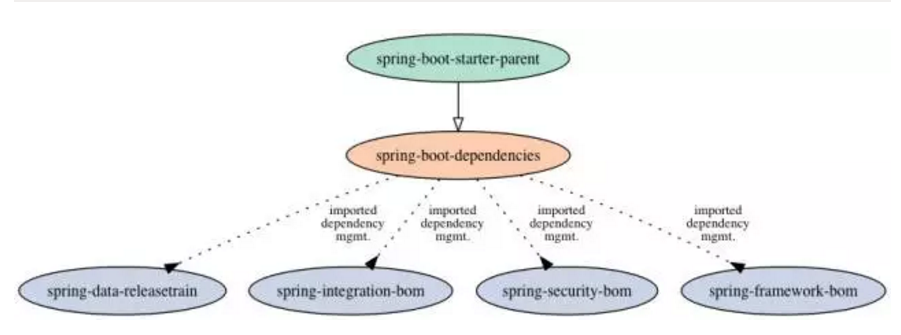 spring-boot-starter-parent
spring-boot-dependencies
imported
dependency
mgmt.
imported
dependency
mgmt.
imported
dependency
mgmt.
imported
dependency
mgmt.
spring-data-releasetrain
spring-integration-bom
spring-security-bom
spring-framework-bom